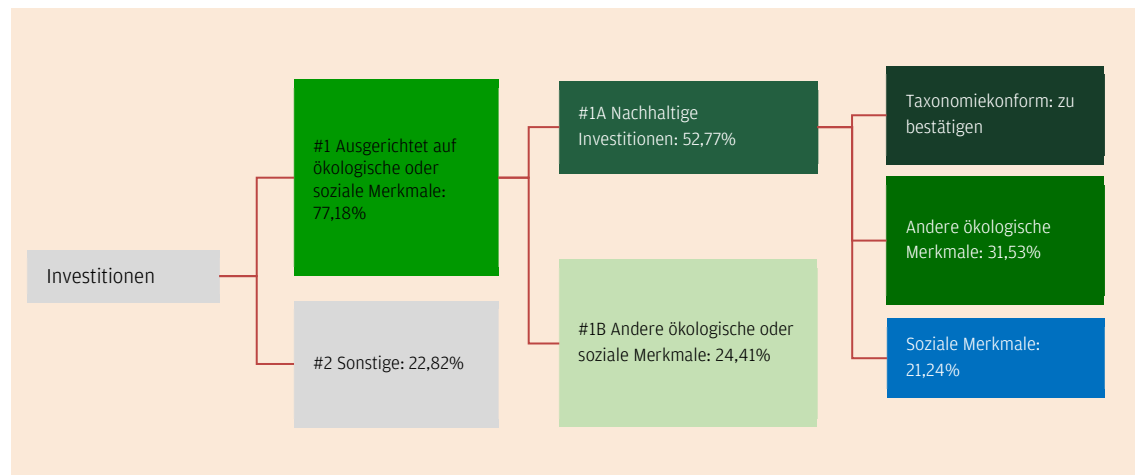 Investitionen
#1 Ausgerichtet auf
ökologische oder
soziale Merkmale:
77,18%
#2 Sonstige: 22,82%
#1A Nachhaltige
Investitionen: 52,77%
#1B Andere ökologische oder
soziale Merkmale: 24,41%
Taxonomiekonform: zu
bestätigen
Andere ökologische
Merkmale: 31,53%
Soziale Merkmale:
21,24%